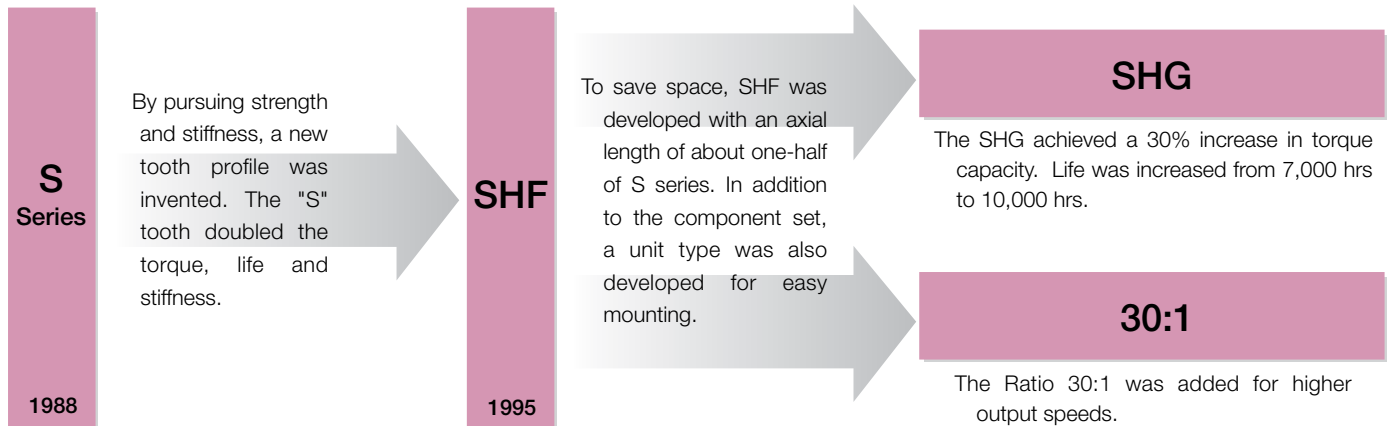 S
Series
1988
By pursuing strength
and stiffness, a new
tooth profile was
invented. The "S"
tooth doubled the
torque, life and
stiffness.
SHF
1995
To save space, SHF was
developed with an axial
length of about one-half
of S series. In addition
to the component set,
a unit type was also
developed for easy
mounting.
SHG
The SHG achieved a 30% increase in torque
capacity. Life was increased from 7,000 hrs
to 10,000 hrs.
30:1
The Ratio 30:1 was added for higher
output speeds.